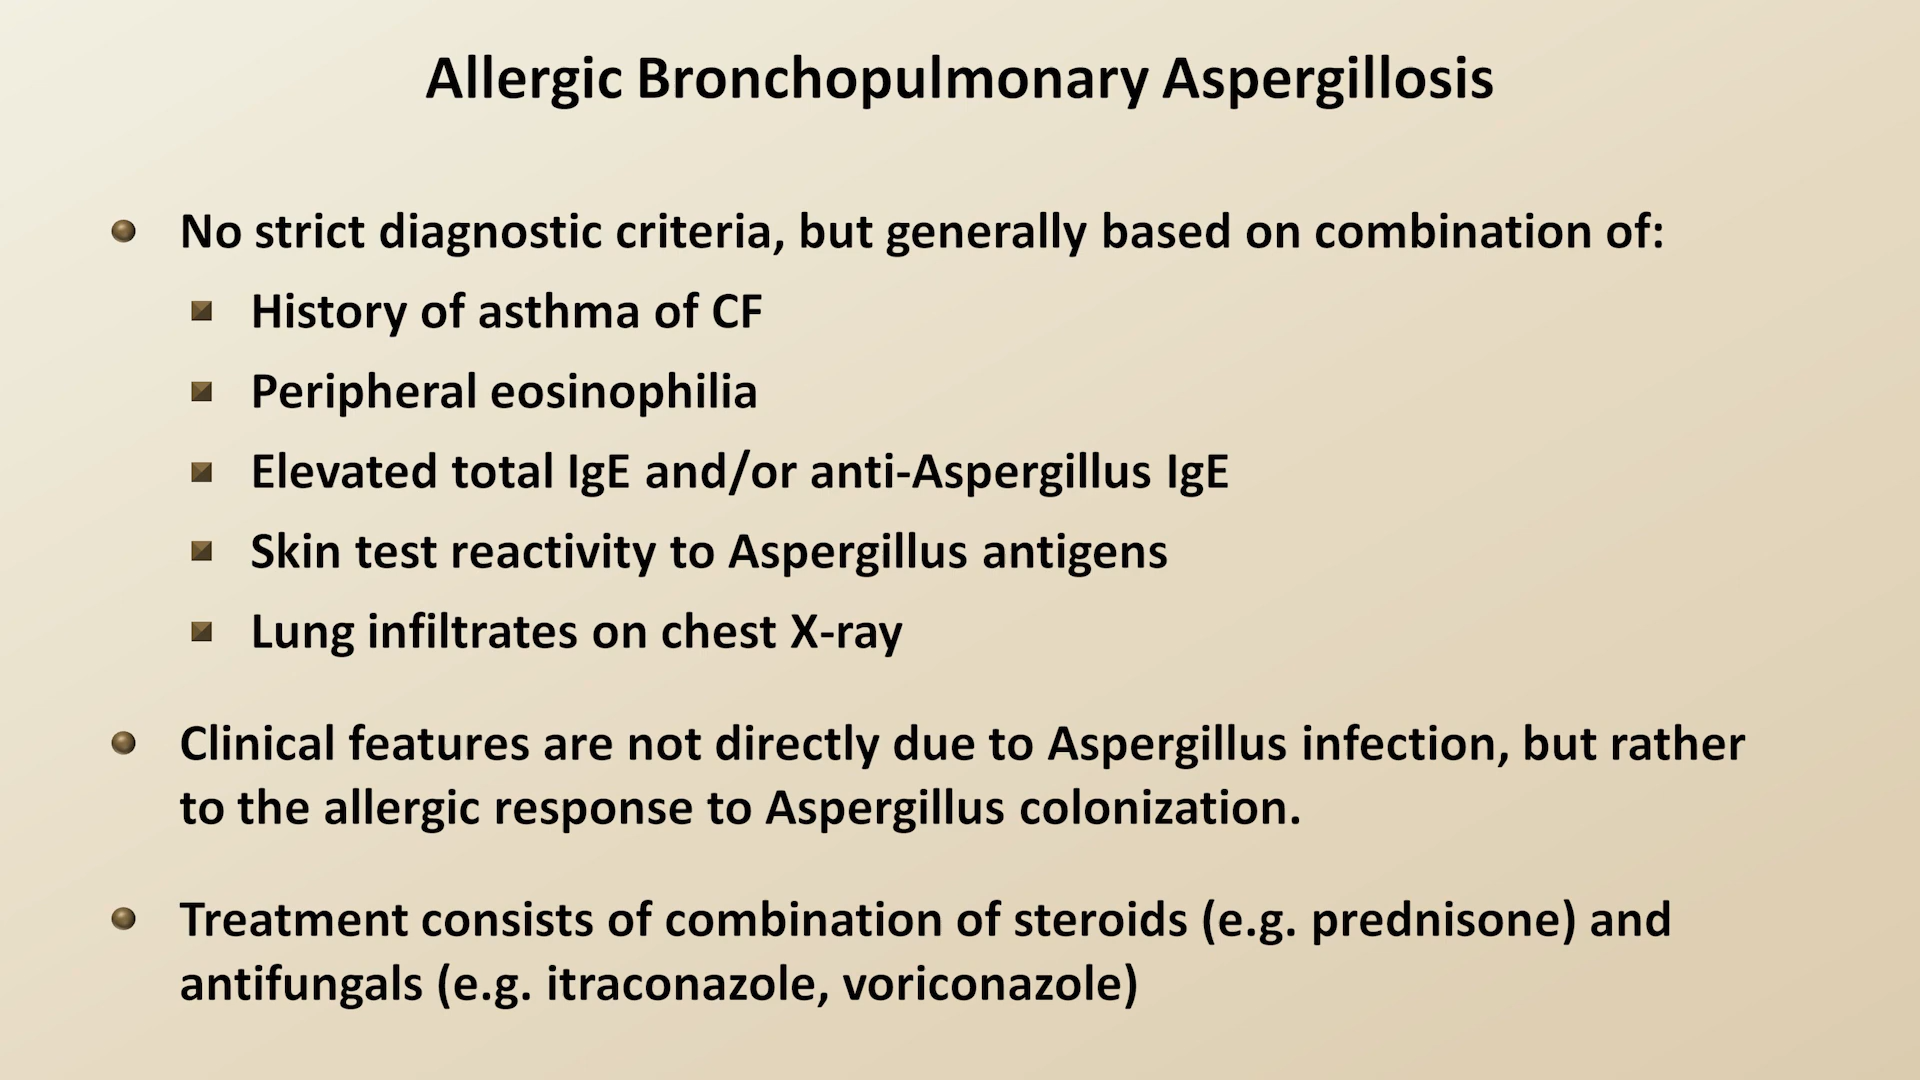 Allergic Bronchopulmonary Aspergillosis
No strict diagnostic criteria, but generally based on combination of:
History of asthma of CF
Peripheral eosinophilia
Elevated total IgE and/or anti-Aspergillus IgE
Skin test reactivity to Aspergillus antigens
Lung infiltrates on chest X-ray
Clinical features are not directly due to Aspergillus infection, but rather
to the allergic response to Aspergillus colonization.
Treatment consists of combination of steroids (e.g. prednisone) and
antifungals (e.g. itraconazole, voriconazole)